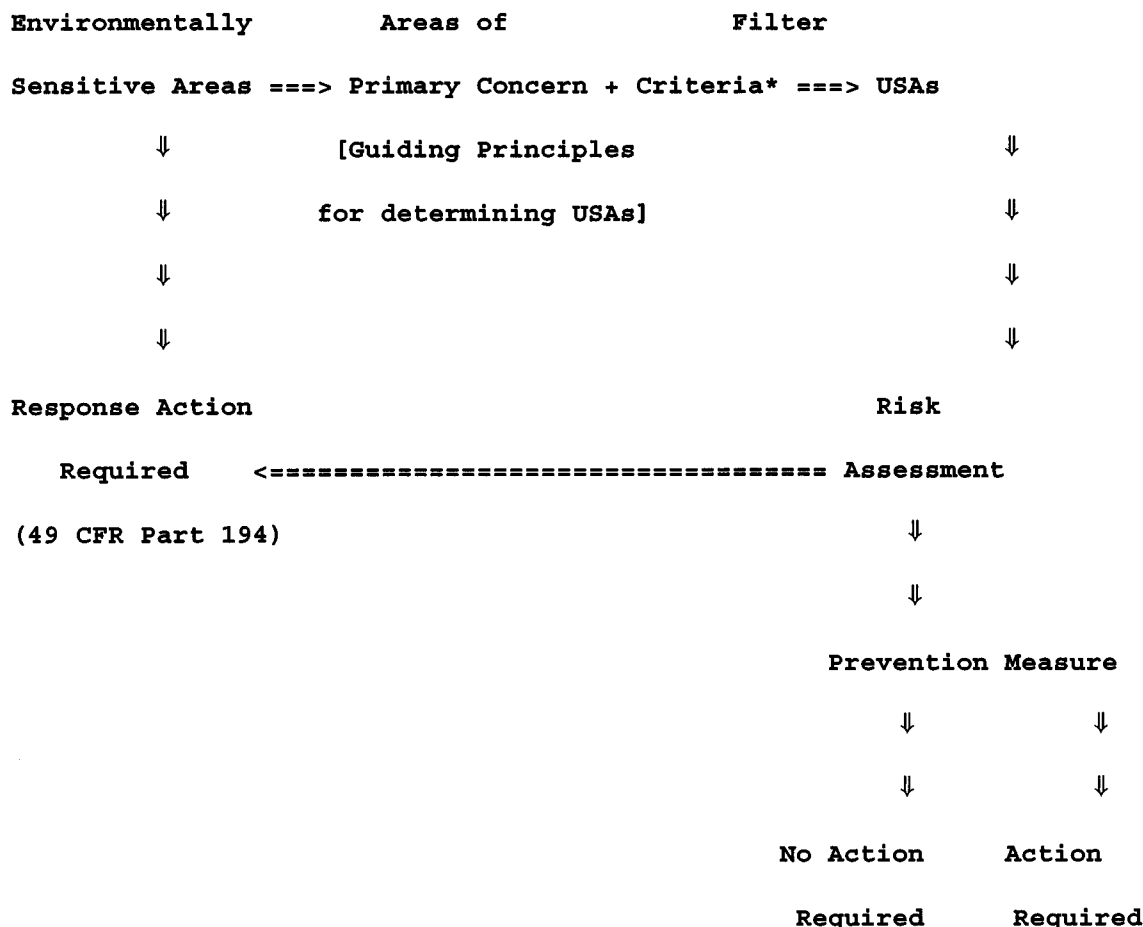 Environmentally Areas of Filter
Sensitive Areas ===> Primary Concern + Criteria* ===> USAs
⇓ [Guiding Principles ⇓
⇓ for determining USAs] ⇓
⇓ ⇓
⇓ ⇓
Response Action Risk
Required <=================================== Assessment
(49 CFR Part 194) ⇓
⇓
Prevention Measure
⇓ ⇓
⇓ ⇓
No Action Action
Required Required